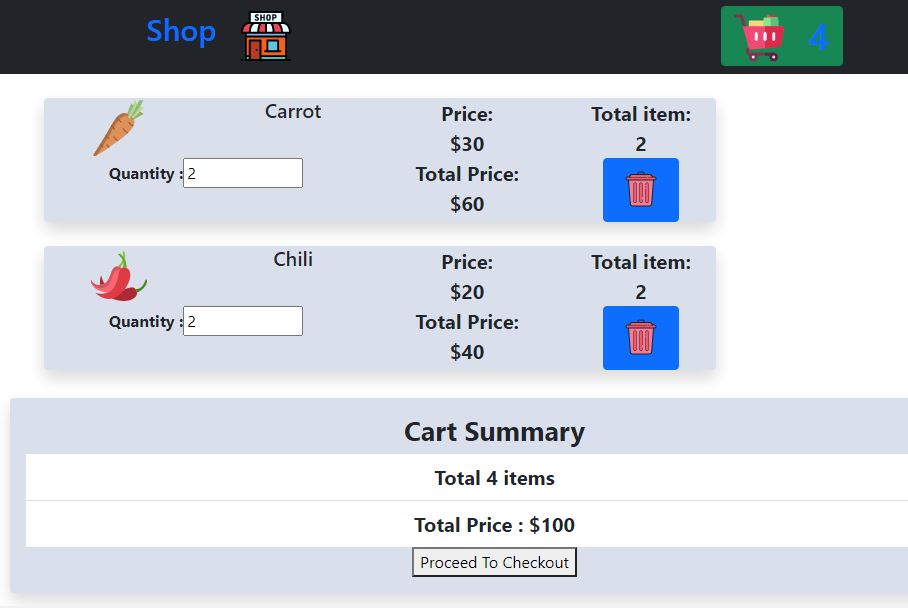 Shop
SHOP
4
Carrot
Quantity :2
Price:
$30
Total Price:
$60
Total item:
2
Chili
Quantity :2
Price:
$20
Total Price:
$40
Total item:
2
Cart Summary
Total 4 items
Total Price : $100
Proceed To Checkout